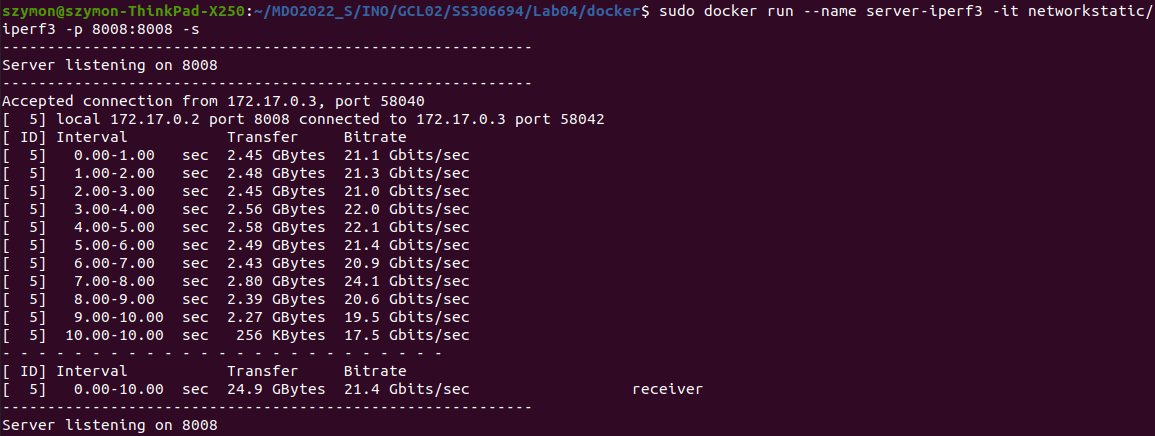 szymon@szymon-ThinkPad-X250:~/MDO2022_S/INO/GCL02/SS306694/Lab04/docker$ sudo docker run --name server-iperf3 -it networkstatic/
iperf3 -p 8008:8008 -s
-----------------------------------------------------------
Server listening on 8008
-----------------------------------------------------------
Accepted connection from 172.17.0.3, port 58040
[  5] local 172.17.0.2 port 8008 connected to 172.17.0.3 port 58042
[ ID] Interval           Transfer     Bitrate
[  5]   0.00-1.00   sec  2.45 GBytes  21.1 Gbits/sec
[  5]   1.00-2.00   sec  2.48 GBytes  21.3 Gbits/sec
[  5]   2.00-3.00   sec  2.45 GBytes  21.0 Gbits/sec
[  5]   3.00-4.00   sec  2.56 GBytes  22.0 Gbits/sec
[  5]   4.00-5.00   sec  2.58 GBytes  22.1 Gbits/sec
[  5]   5.00-6.00   sec  2.49 GBytes  21.4 Gbits/sec
[  5]   6.00-7.00   sec  2.43 GBytes  20.9 Gbits/sec
[  5]   7.00-8.00   sec  2.80 GBytes  24.1 Gbits/sec
[  5]   8.00-9.00   sec  2.39 GBytes  20.6 Gbits/sec
[  5]   9.00-10.00  sec  2.27 GBytes  19.5 Gbits/sec
[  5]  10.00-10.00  sec   256 KBytes  17.5 Gbits/sec
- - - - - - - - - - - - - - - - - - - - - - - - -
[ ID] Interval           Transfer     Bitrate
[  5]   0.00-10.00  sec  24.9 GBytes  21.4 Gbits/sec                  receiver
-----------------------------------------------------------
Server listening on 8008